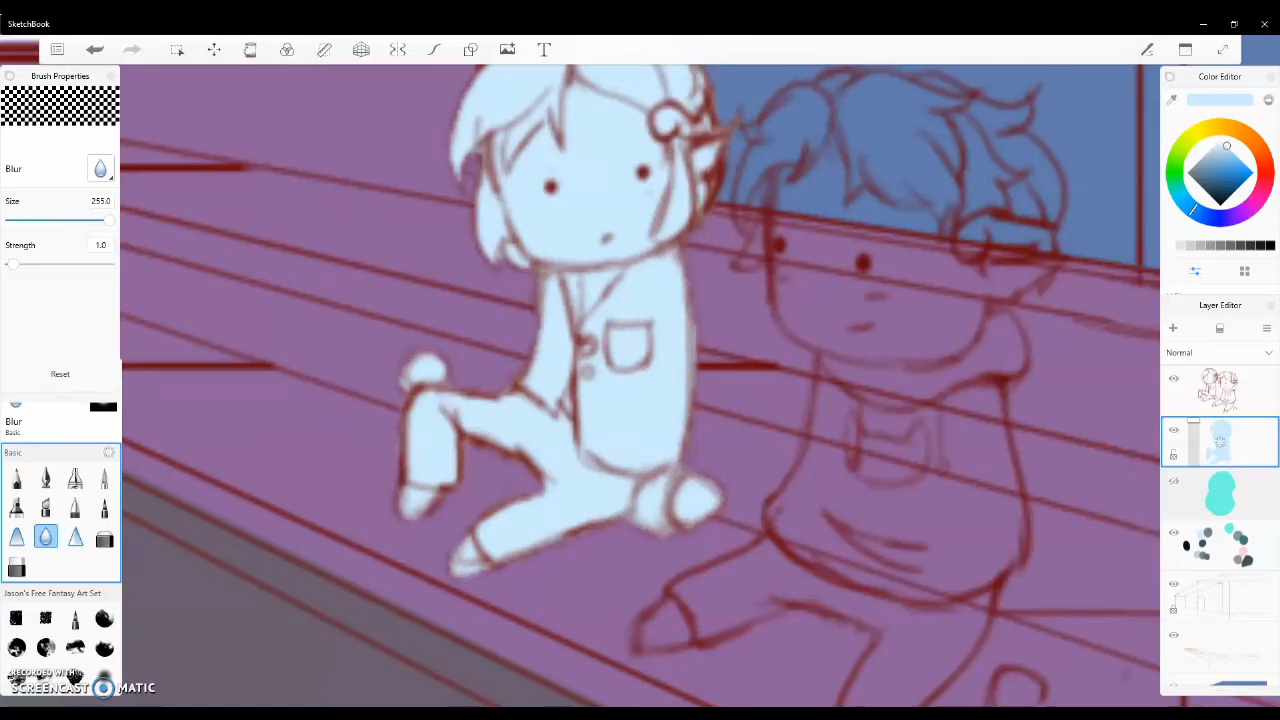 SketchBook
T
Brush Properties
Color Editor
Blur
Size
255.0
Strength
1.0
Layer Editor
Normal
Reset
Blur
Basic
Basic
Jason's Free Fantasy Art Set
RECORDED WITH
SCREENCAST MATIC